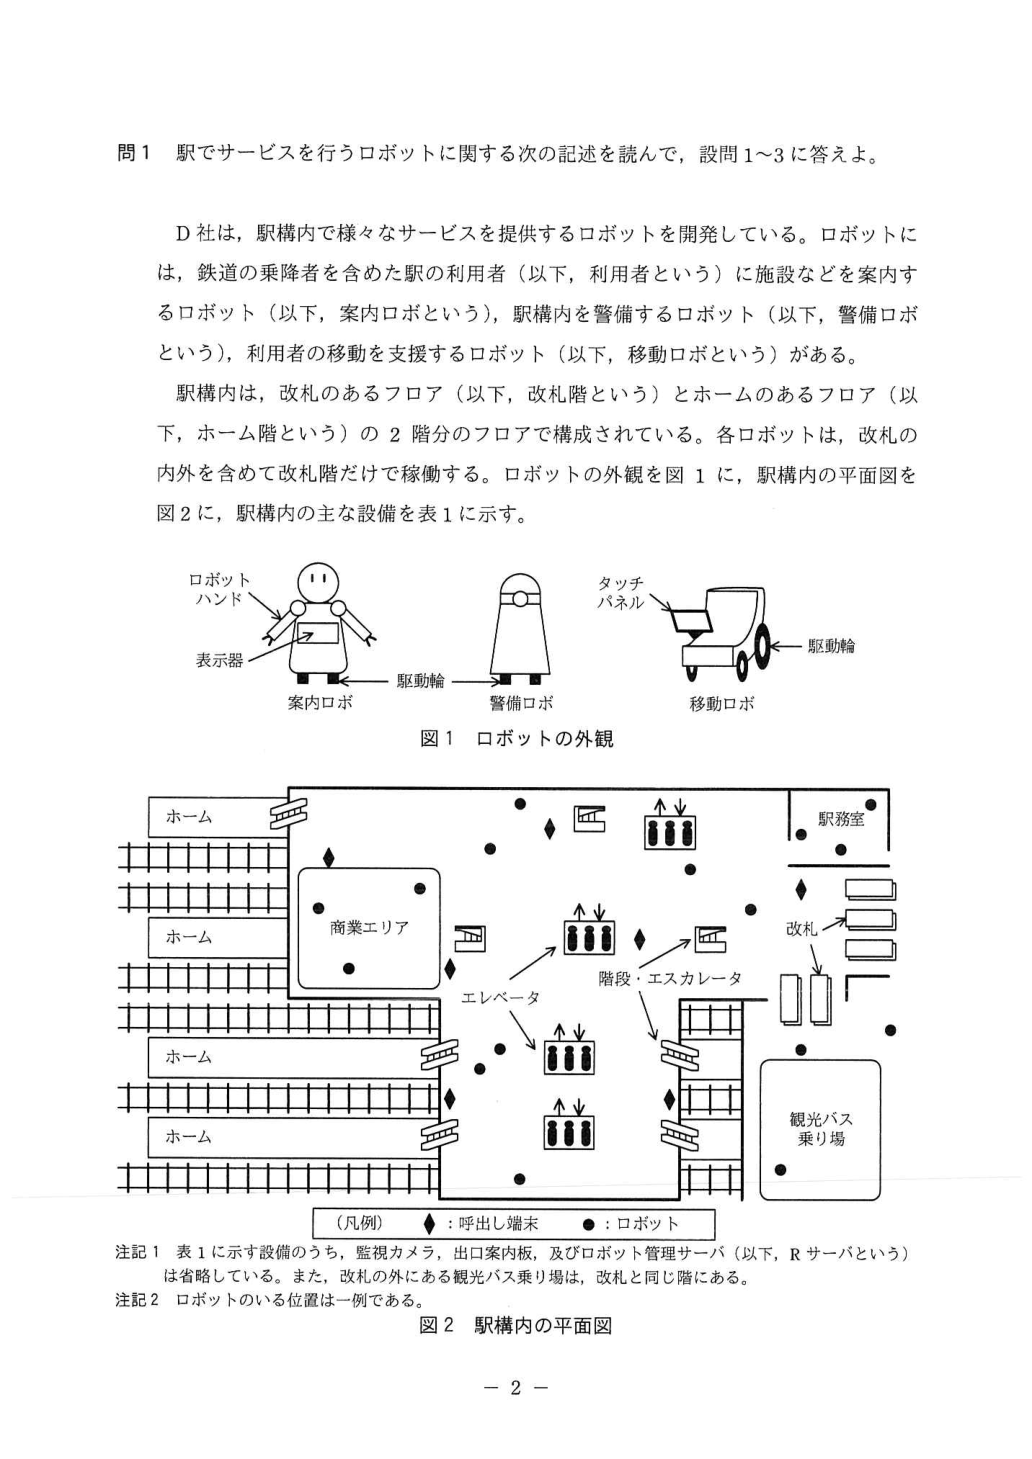 問1 駅でサービスを行うロボットに関する次の記述を読んで，設問1～3に答えよ。
D社は，駅構内で様々なサービスを提供するロボットを開発している。ロボットに
は，鉄道の乗降者を含めた駅の利用者（以下，利用者という）に施設などを案内す
るロボット（以下，案内ロボという），駅構内を警備するロボット（以下，警備ロボ
という），利用者の移動を支援するロボット（以下，移動ロボという）がある。
駅構内は，改札のあるフロア（以下，改札階という）とホームのあるフロア（以
下，ホーム階という）の2階分のフロアで構成されている。各ロボットは，改札の
内外を含めて改札階だけで稼働する。ロボットの外観を図1に，駅構内の平面図を
図2に，駅構内の主な設備を表1に示す。
ロボット
ハンド
表示器
駆動輪
タッチ
パネル
駆動輪
案内ロボ
警備ロボ
移動ロボ
図1 ロボットの外観
ホーム
駅務室
商業エリア
ホーム
改札
エレベータ
階段・エスカレータ
ホーム
観光バス
乗り場
ホーム
（凡例） ◆：呼出し端末 ●：ロボット
注記1 表1に示す設備のうち，監視カメラ，出口案内板，及びロボット管理サーバ（以下，Rサーバという）
は省略している。また，改札の外にある観光バス乗り場は，改札と同じ階にある。
注記2 ロボットのいる位置は一例である。
図2 駅構内の平面図
－ 2 －